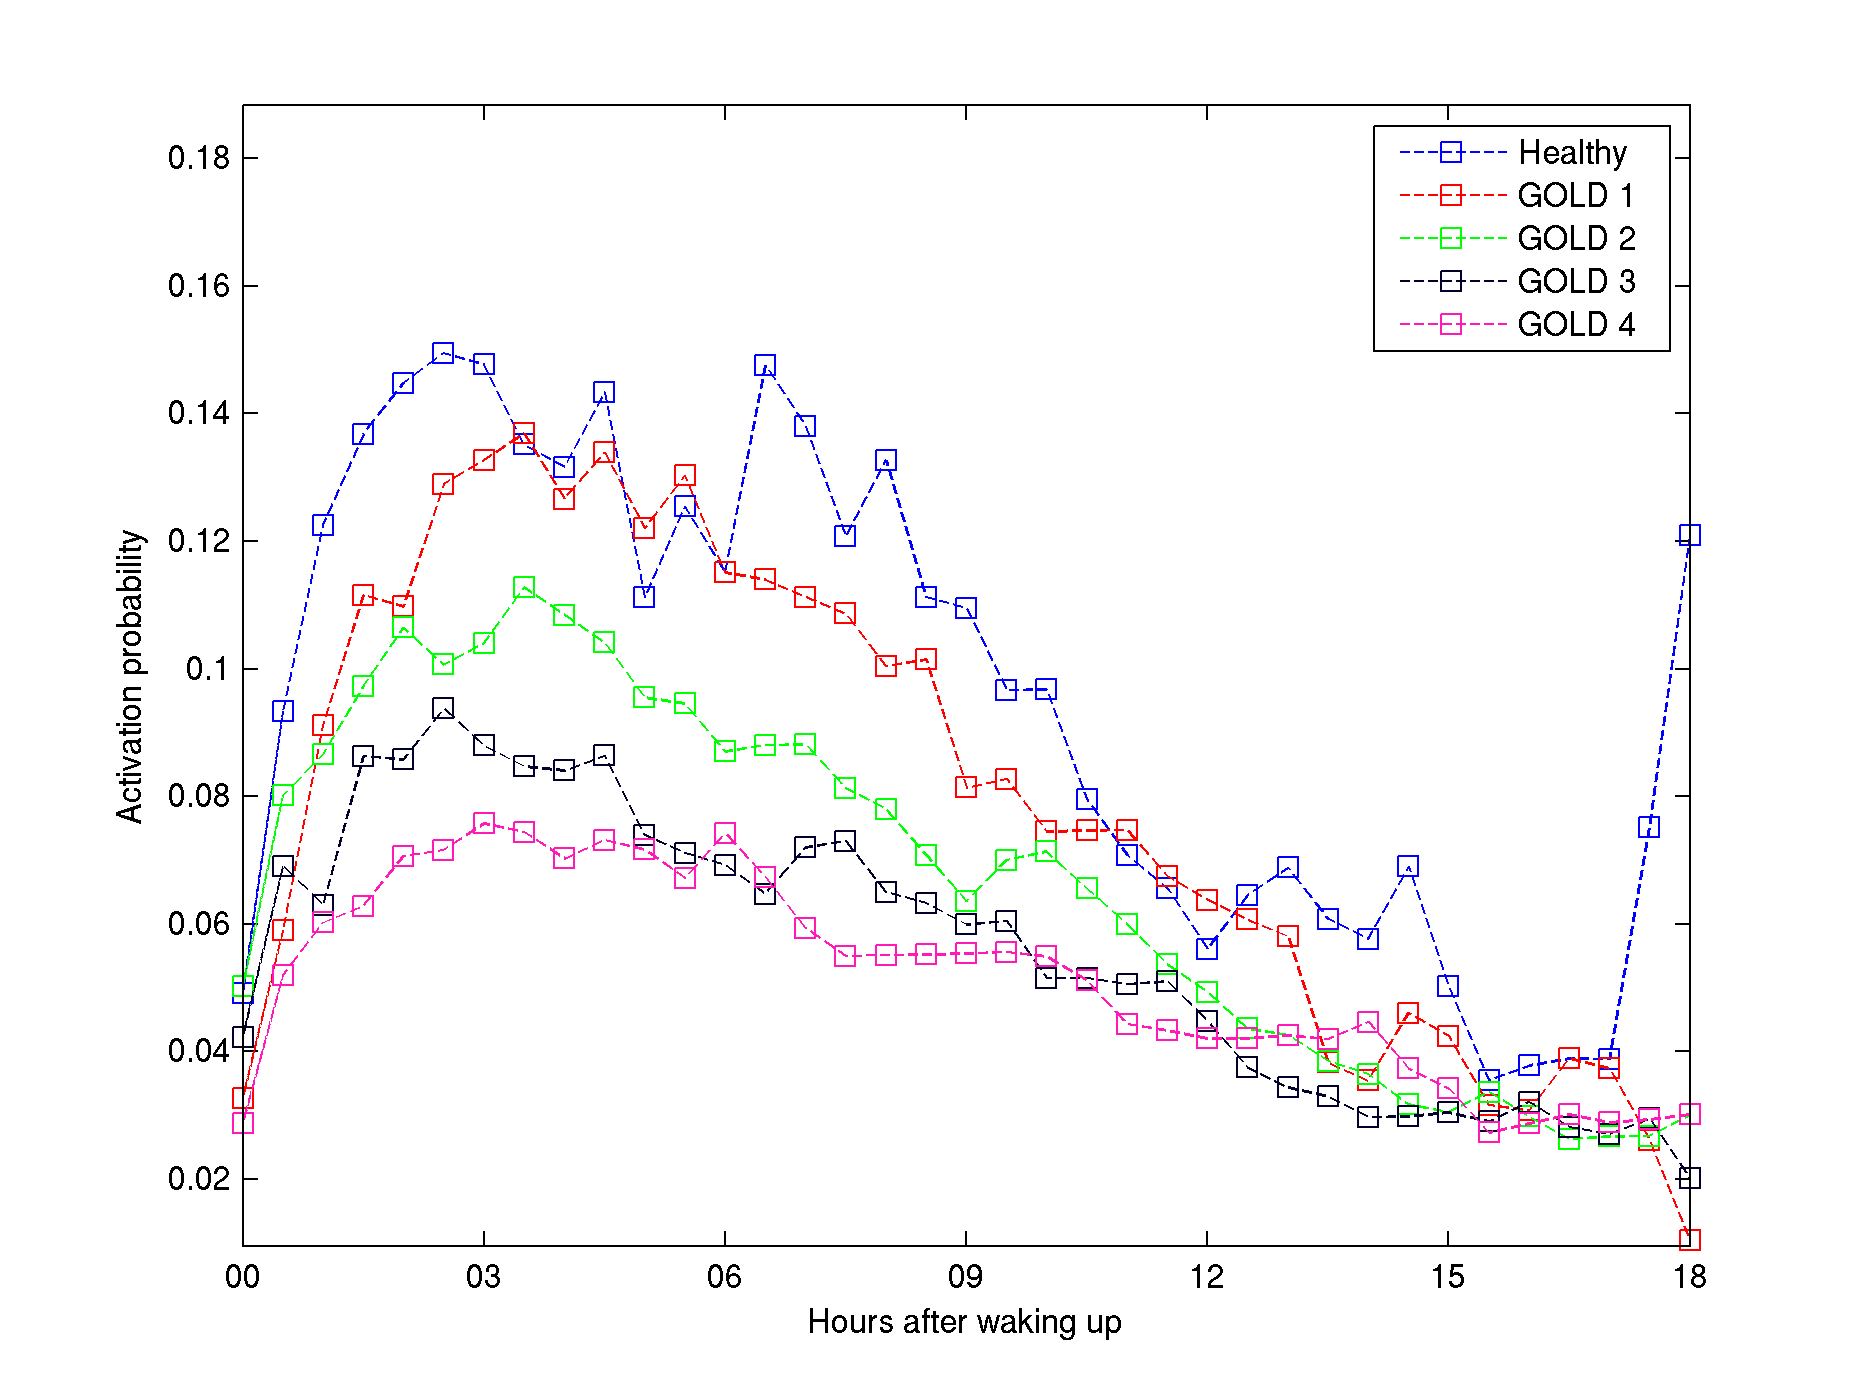 0.18
0.16
0.14
0.12
0.1
0.08
0.06
0.04
0.02
Activation probability
00 03 06 09 12 15 18
Hours after waking up
Healthy
GOLD 1
GOLD 2
GOLD 3
GOLD 4